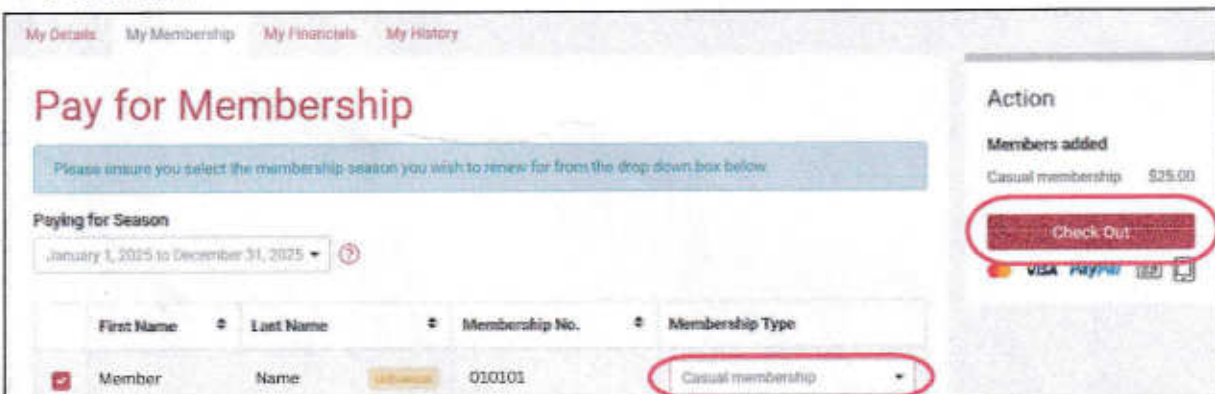 My Details My Membership My Financials My History
Pay for Membership
Please ensure you select the membership season you wish to renew for from the drop down box below
Paying for Season
January 1, 2025 to December 31, 2025 ?
First Name Last Name Membership No. Membership Type
Member Name 010101 Casual membership
Action
Members added
Casual membership $25.00
Check Out
VISA PayPal